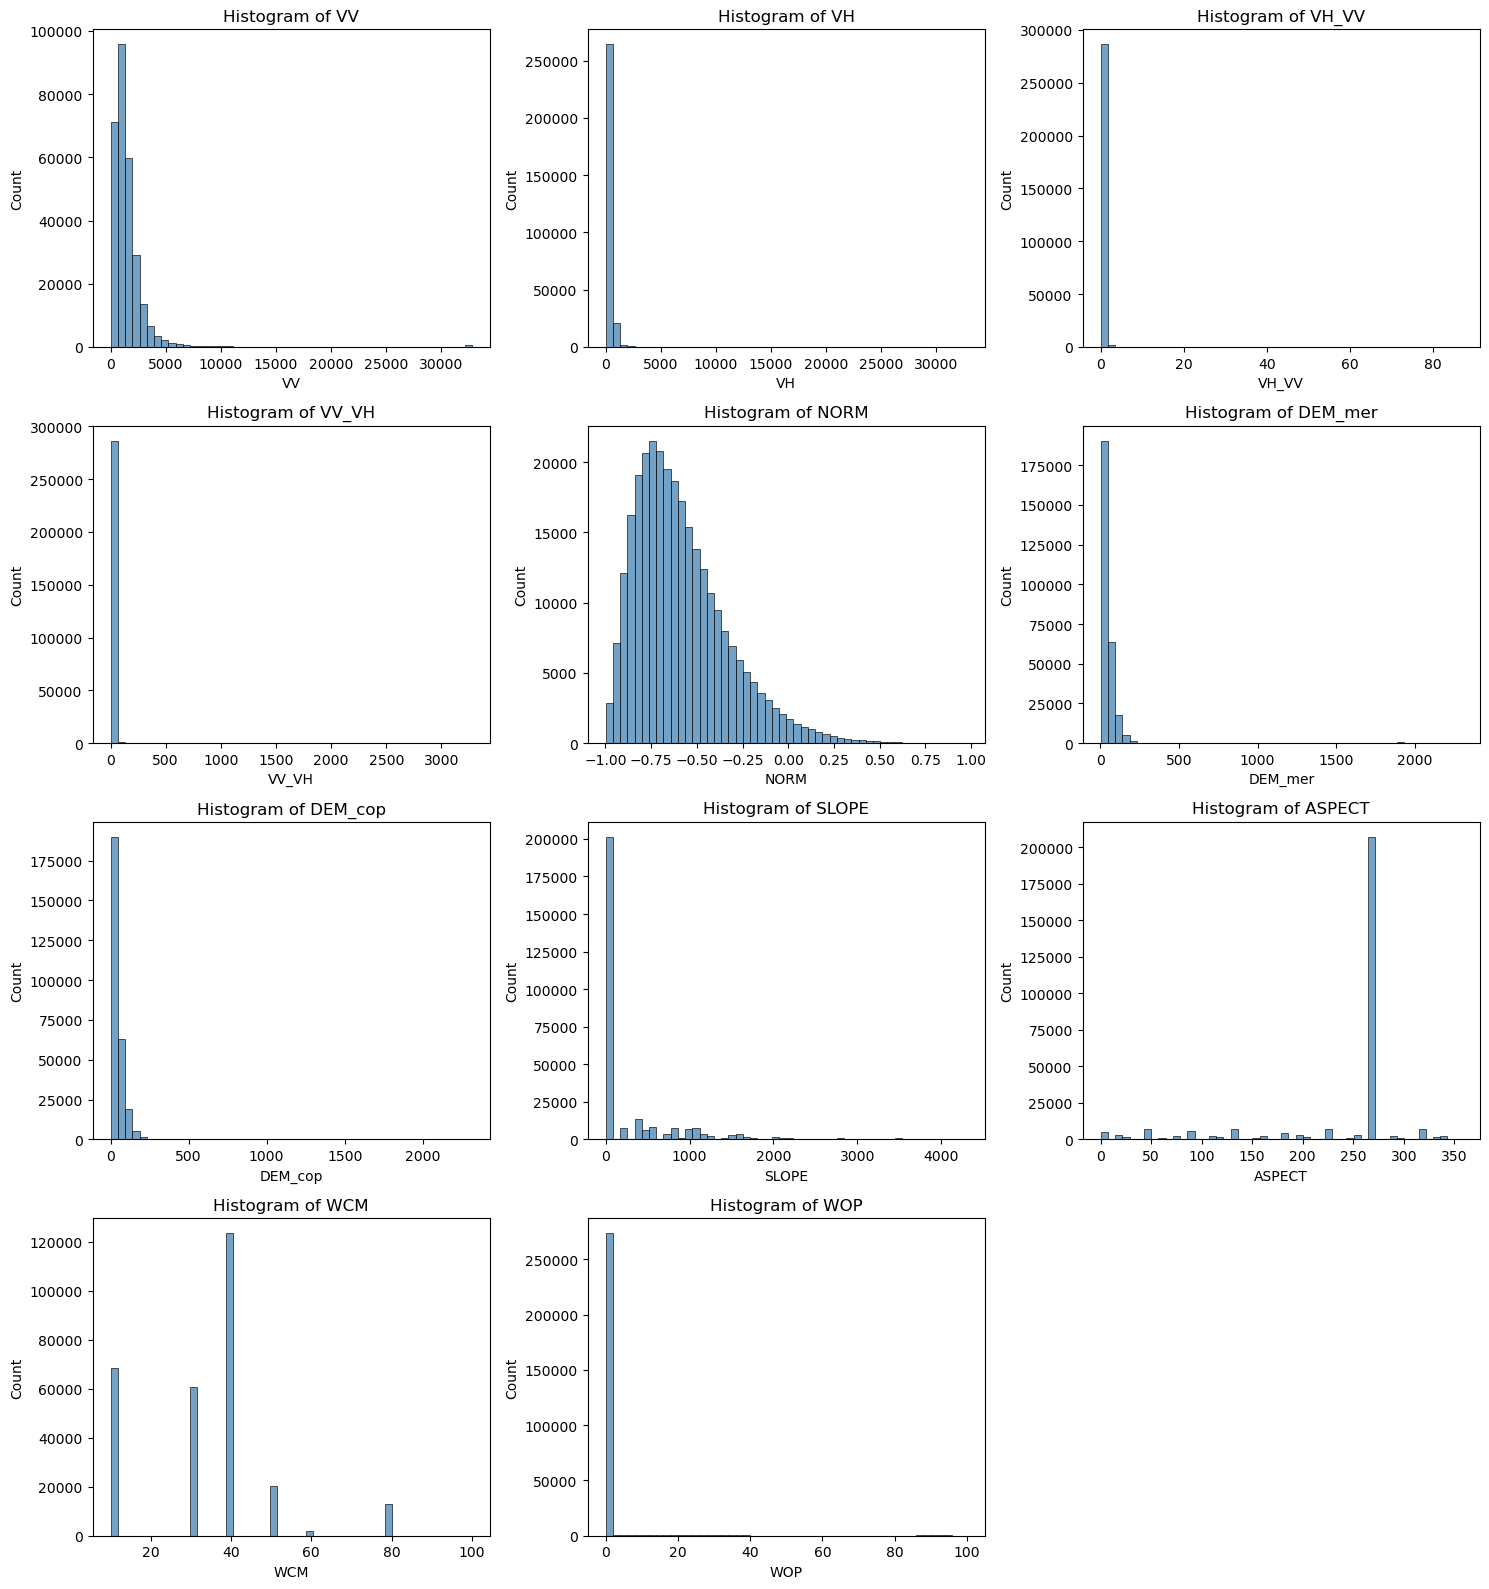 Histogram of VV
Histogram of VH
Histogram of VH_VV
100000
80000
60000
40000
20000
0
Count
0 5000 10000 15000 20000 25000 30000
VV
250000
200000
150000
100000
50000
0
Count
0 5000 10000 15000 20000 25000 30000
VH
300000
250000
200000
150000
100000
50000
0
Count
0 20 40 60 80
VH_VV
Histogram of VV_VH
Histogram of NORM
Histogram of DEM_mer
300000
250000
200000
150000
100000
50000
0
Count
0 500 1000 1500 2000 2500 3000
VV_VH
20000
15000
10000
5000
0
Count
−1.00 −0.75 −0.50 −0.25 0.00 0.25 0.50 0.75 1.00
NORM
175000
150000
125000
100000
75000
50000
25000
0
Count
0 500 1000 1500 2000
DEM_mer
Histogram of DEM_cop
Histogram of SLOPE
Histogram of ASPECT
175000
150000
125000
100000
75000
50000
25000
0
Count
0 500 1000 1500 2000
DEM_cop
200000
175000
150000
125000
100000
75000
50000
25000
0
Count
0 1000 2000 3000 4000
SLOPE
200000
175000
150000
125000
100000
75000
50000
25000
0
Count
0 50 100 150 200 250 300 350
ASPECT
Histogram of WCM
Histogram of WOP
120000
100000
80000
60000
40000
20000
0
Count
20 40 60 80 100
WCM
250000
200000
150000
100000
50000
0
Count
0 20 40 60 80 100
WOP